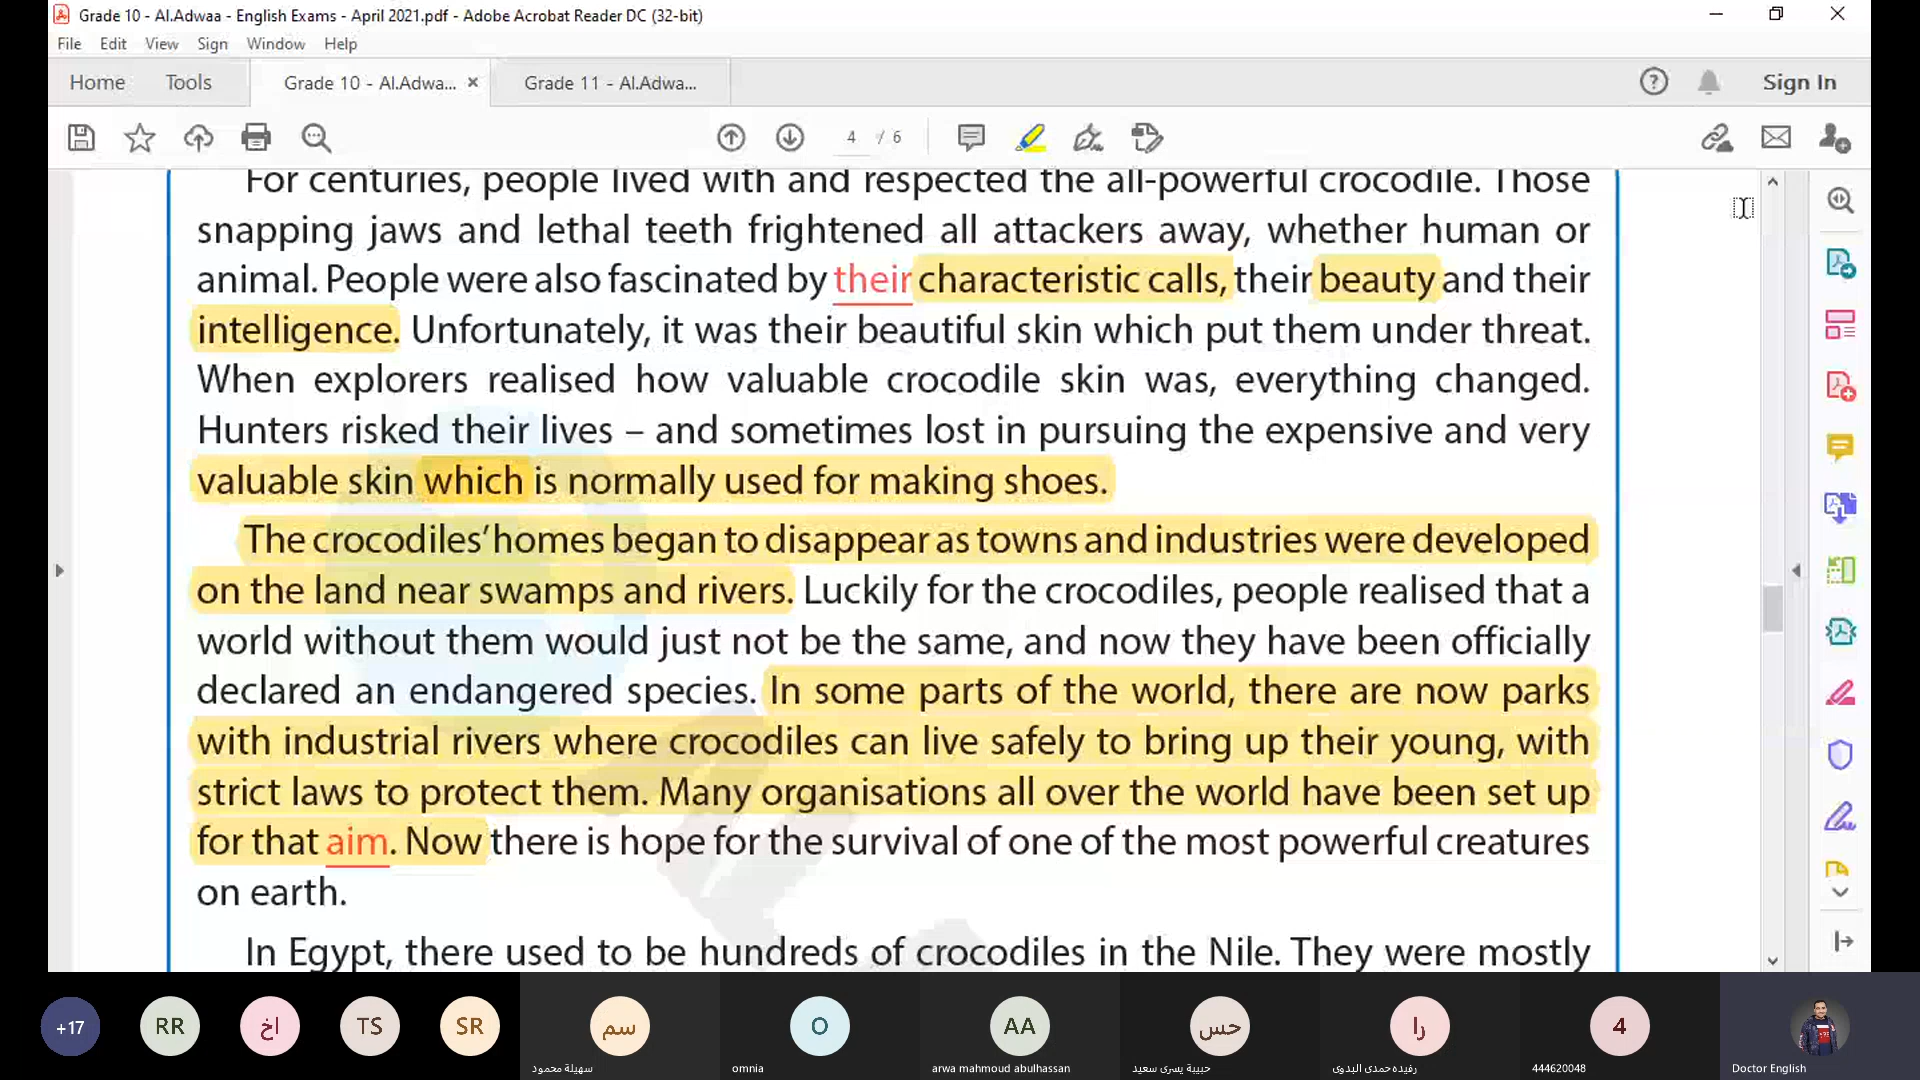 Grade 10 - Al.Adwaa - English Exams - April 2021.pdf - Adobe Acrobat Reader DC (32-bit)
File Edit View Sign Window Help
Home Tools Grade 10 - Al.Adwa... × Grade 11 - Al.Adwa... Sign In
4 / 6
For centuries, people lived with and respected the all-powerful crocodile. Those
snapping jaws and lethal teeth frightened all attackers away, whether human or
animal. People were also fascinated by their characteristic calls, their beauty and their
intelligence. Unfortunately, it was their beautiful skin which put them under threat.
When explorers realised how valuable crocodile skin was, everything changed.
Hunters risked their lives – and sometimes lost in pursuing the expensive and very
valuable skin which is normally used for making shoes.
The crocodiles' homes began to disappear as towns and industries were developed
on the land near swamps and rivers. Luckily for the crocodiles, people realised that a
world without them would just not be the same, and now they have been officially
declared an endangered species. In some parts of the world, there are now parks
with industrial rivers where crocodiles can live safely to bring up their young, with
strict laws to protect them. Many organisations all over the world have been set up
for that aim. Now there is hope for the survival of one of the most powerful creatures
on earth.
In Egypt, there used to be hundreds of crocodiles in the Nile. They were mostly
+17 RR اخ TS SR سم O AA حس را 4
سهيلة محمود omnia arwa mahmoud abulhassan حبيبة يسرى سعيد رفيده حمدى البدوى 444620048 Doctor English